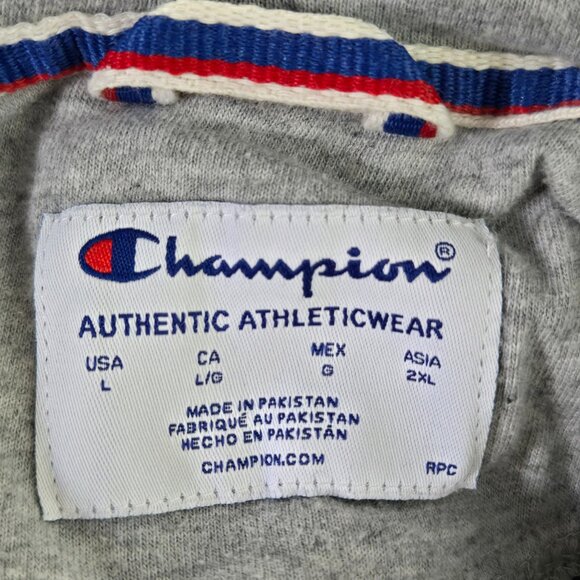 Champion®
AUTHENTIC ATHLETICWEAR
USA CA MEX ASIA
L L/G G 2XL
MADE IN PAKISTAN
FABRIQUÉ AU PAKISTAN
HECHO EN PAKISTÁN
CHAMPION.COM RPC